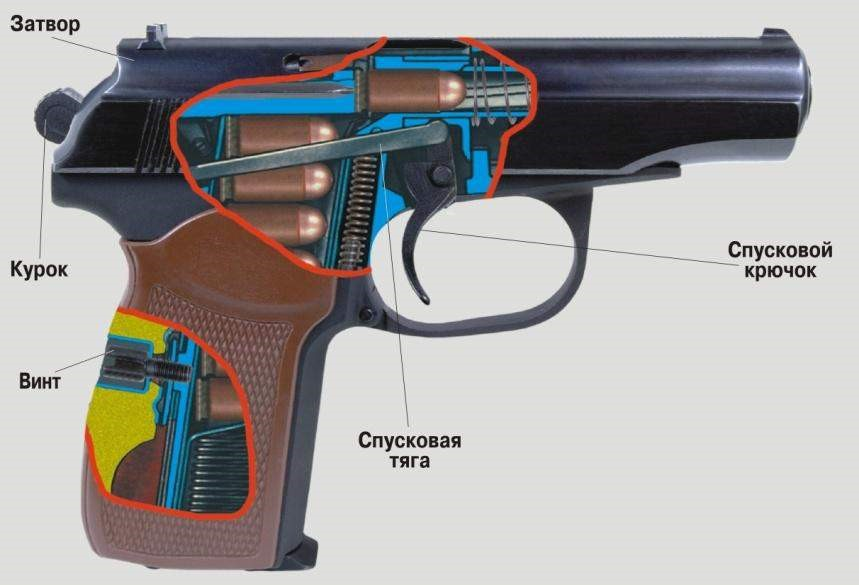 Затвор
Курок
Спусковой
крючок
Винт
Спусковая
тяга